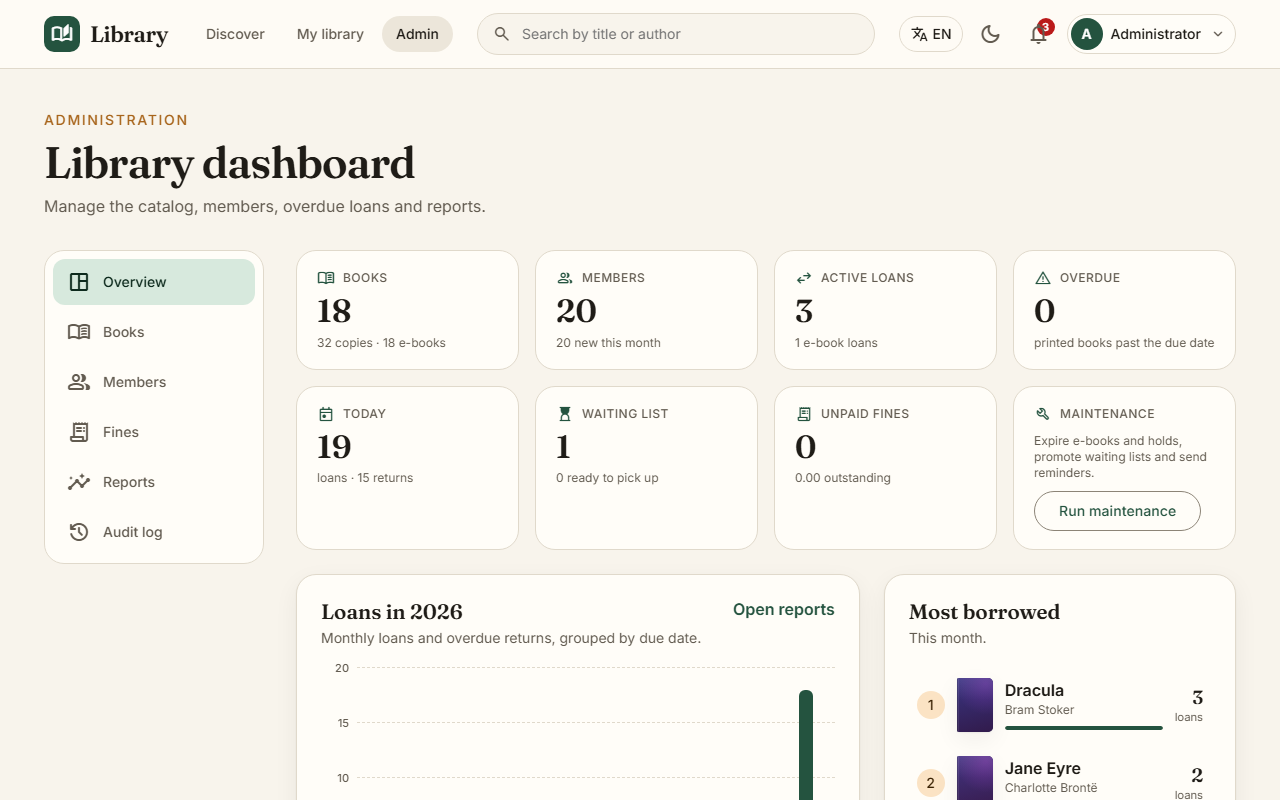 Library
Discover
My library
Admin
Search by title or author
EN
3
A
Administrator
ADMINISTRATION
Library dashboard
Manage the catalog, members, overdue loans and reports.
Overview
Books
Members
Fines
Reports
Audit log
BOOKS
18
32 copies · 18 e-books
MEMBERS
20
20 new this month
ACTIVE LOANS
3
1 e-book loans
OVERDUE
0
printed books past the due date
TODAY
19
loans · 15 returns
WAITING LIST
1
0 ready to pick up
UNPAID FINES
0
0.00 outstanding
MAINTENANCE
Expire e-books and holds,
promote waiting lists and send
reminders.
Run maintenance
Loans in 2026
Open reports
Monthly loans and overdue returns, grouped by due date.
20
15
10
Most borrowed
This month.
1
Dracula
Bram Stoker
3
loans
2
Jane Eyre
Charlotte Brontë
2
loans